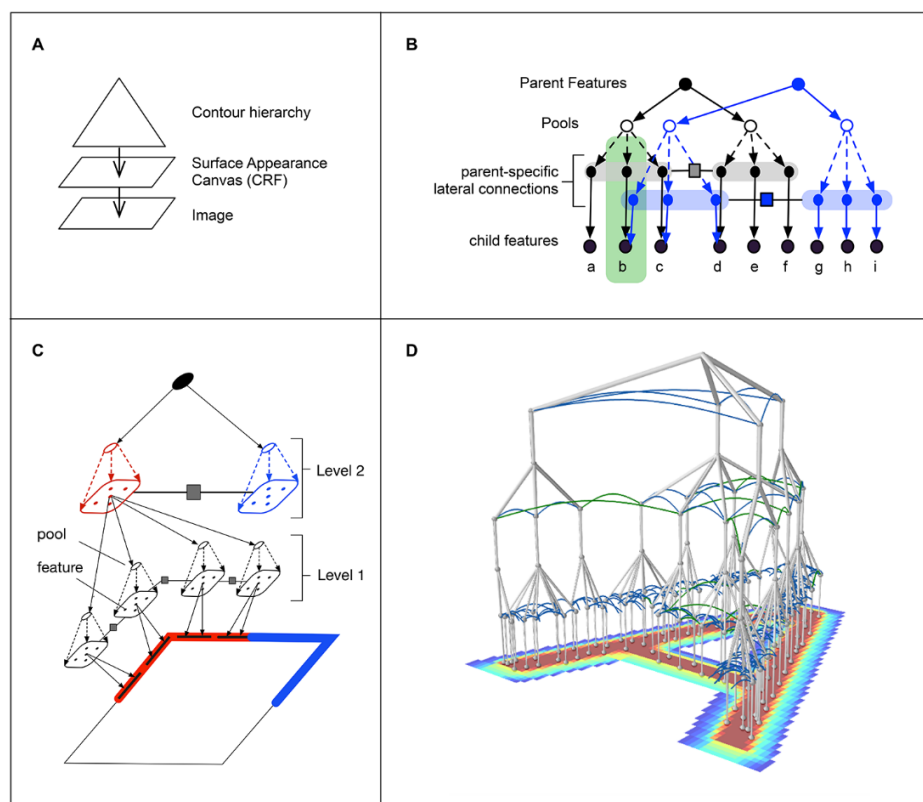 A
Contour hierarchy
Surface Appearance
Canvas (CRF)
Image
B
Parent Features
Pools
parent-specific
lateral connections
child features
a b c d e f g h i
C
Level 2
pool
feature
Level 1
D